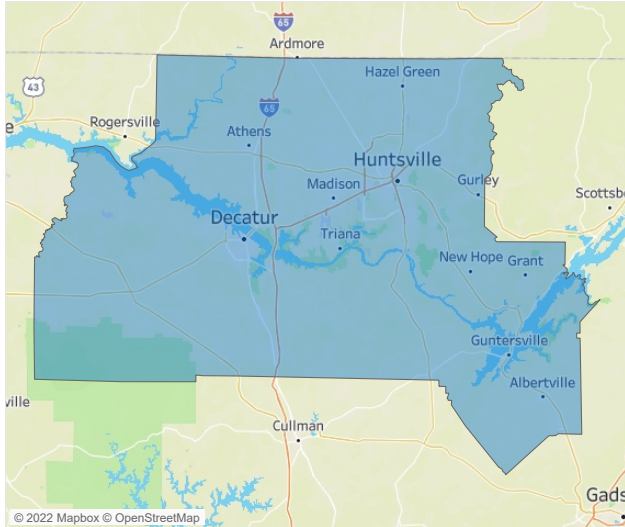 65
Ardmore
Hazel Green
43
65
Rogersville
e
Athens
Huntsville
Madison
Gurley
Scottsb
Decatur
Triana
New Hope
Grant
Guntersville
Albertville
ville
Cullman
Gads
© 2022 Mapbox © OpenStreetMap